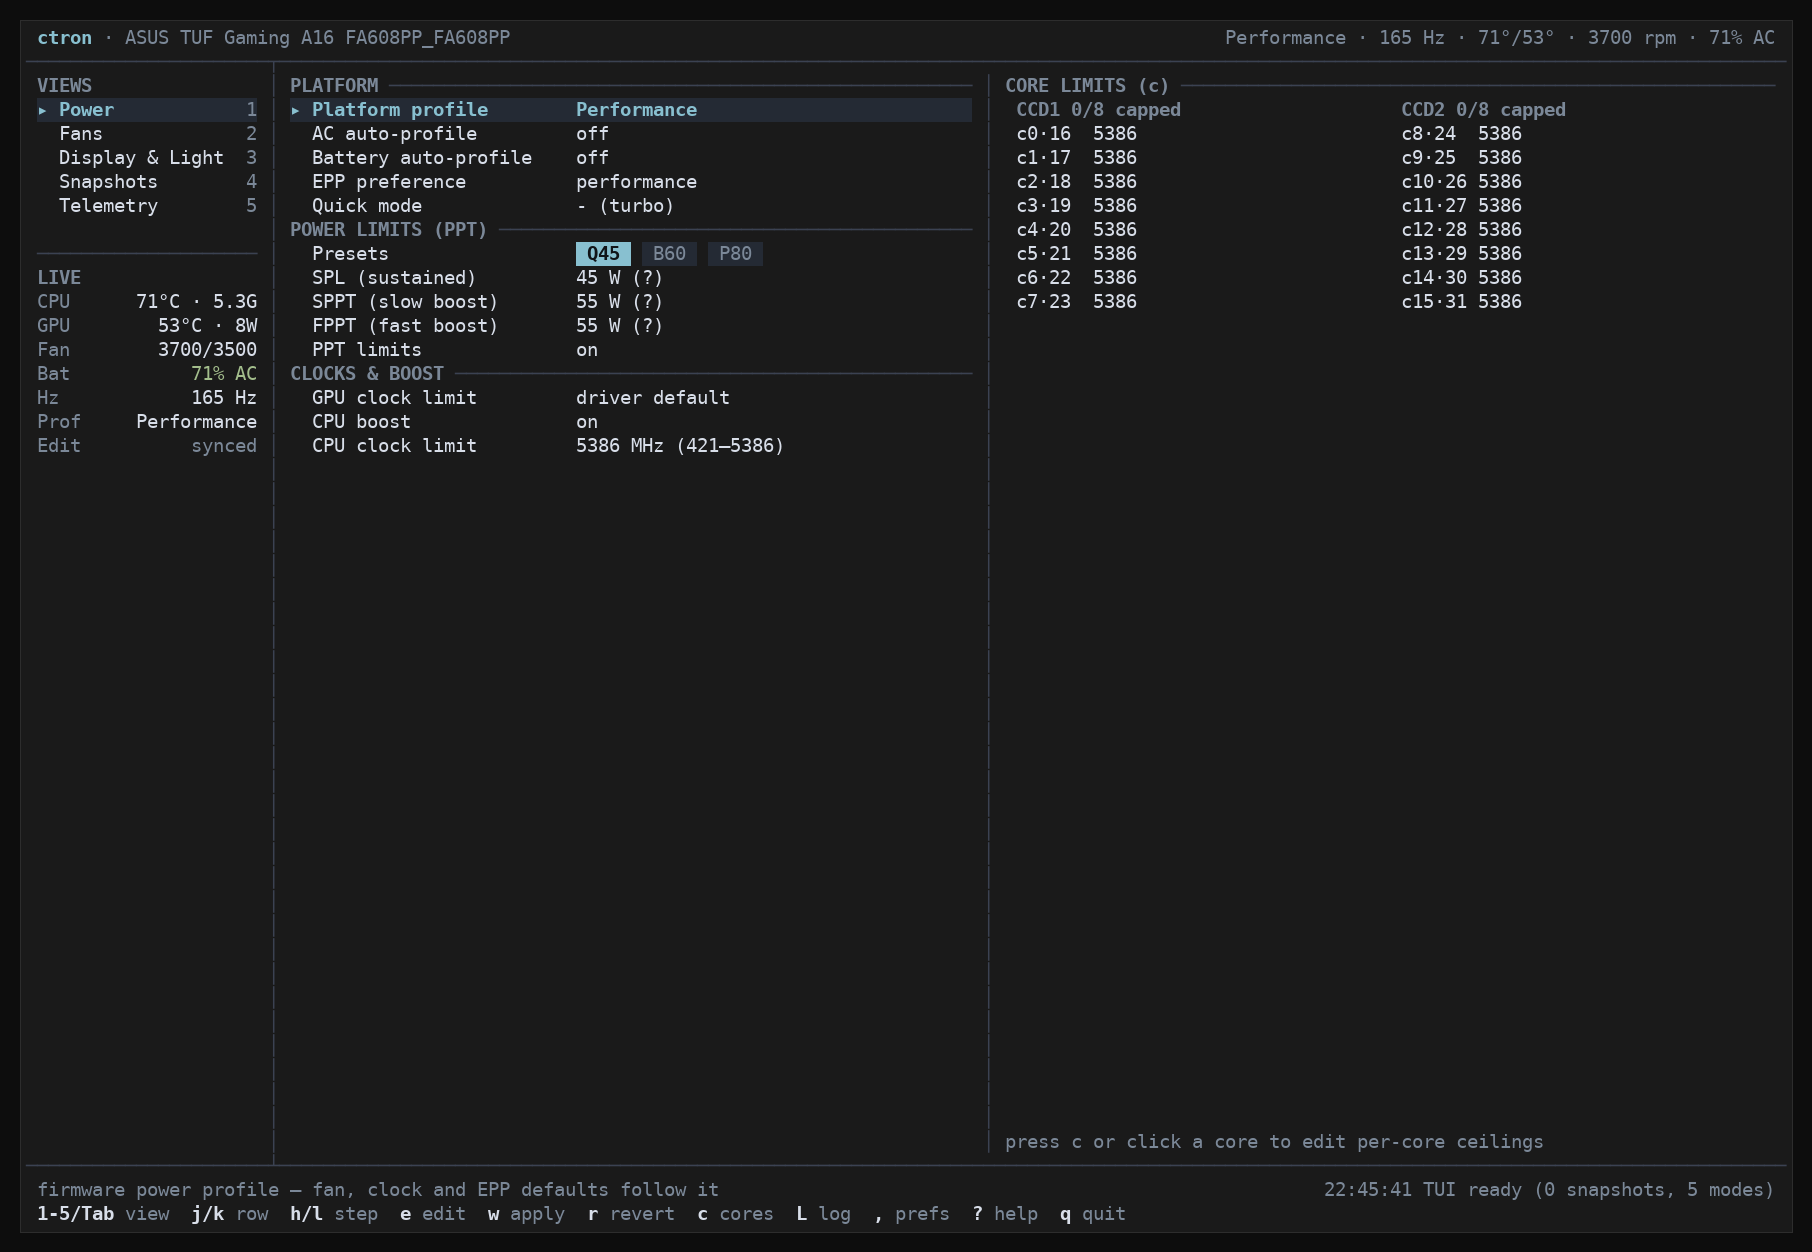 ctron · ASUS TUF Gaming A16 FA608PP_FA608PP
Performance · 165 Hz · 71°/53° · 3700 rpm · 71% AC
VIEWS
▸ Power 1
Fans 2
Display & Light 3
Snapshots 4
Telemetry 5
LIVE
CPU 71°C · 5.3G
GPU 53°C · 8W
Fan 3700/3500
Bat 71% AC
Hz 165 Hz
Prof Performance
Edit synced
PLATFORM
▸ Platform profile Performance
AC auto-profile off
Battery auto-profile off
EPP preference performance
Quick mode - (turbo)
POWER LIMITS (PPT)
Presets Q45 B60 P80
SPL (sustained) 45 W (?)
SPPT (slow boost) 55 W (?)
FPPT (fast boost) 55 W (?)
PPT limits on
CLOCKS & BOOST
GPU clock limit driver default
CPU boost on
CPU clock limit 5386 MHz (421–5386)
CORE LIMITS (c)
CCD1 0/8 capped CCD2 0/8 capped
c0·16 5386 c8·24 5386
c1·17 5386 c9·25 5386
c2·18 5386 c10·26 5386
c3·19 5386 c11·27 5386
c4·20 5386 c12·28 5386
c5·21 5386 c13·29 5386
c6·22 5386 c14·30 5386
c7·23 5386 c15·31 5386
press c or click a core to edit per-core ceilings
firmware power profile — fan, clock and EPP defaults follow it
22:45:41 TUI ready (0 snapshots, 5 modes)
1-5/Tab view j/k row h/l step e edit w apply r revert c cores L log , prefs ? help q quit